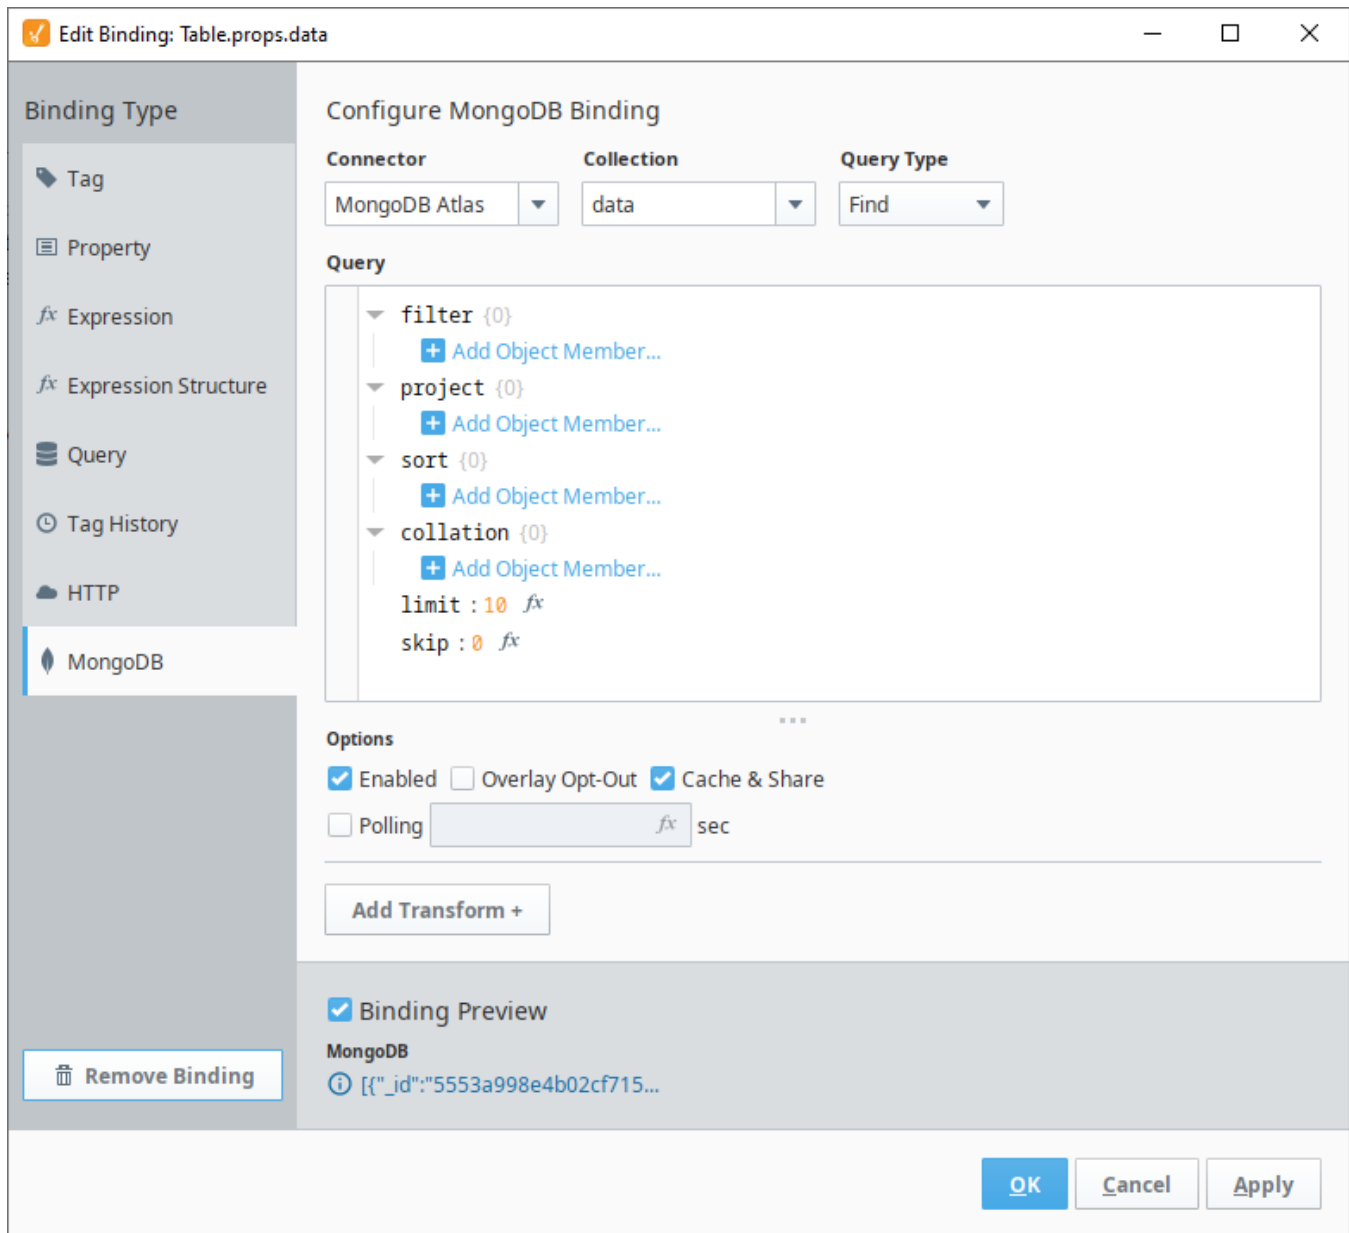 Edit Binding: Table.props.data
Binding Type
Tag
Property
fx Expression
fx Expression Structure
Query
Tag History
HTTP
MongoDB
Remove Binding
Configure MongoDB Binding
Connector Collection Query Type
MongoDB Atlas data Find
Query
filter {0}
Add Object Member...
project {0}
Add Object Member...
sort {0}
Add Object Member...
collation {0}
Add Object Member...
limit : 10 fx
skip : 0 fx
Options
Enabled Overlay Opt-Out Cache & Share
Polling fx sec
Add Transform +
Binding Preview
MongoDB
[{"_id":"5553a998e4b02cf715...
OK Cancel Apply